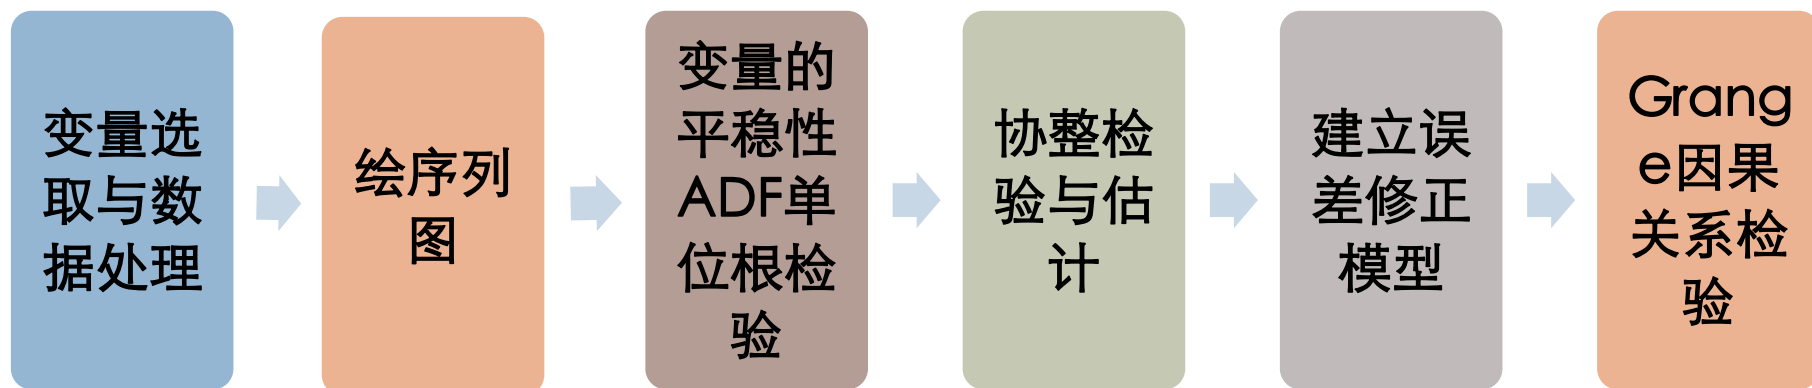 变量选
取与数
据处理
绘序列
图
变量的
平稳性
ADF单
位根检
验
协整检
验与估
计
建立误
差修正
模型
Grang
e因果
关系检
验